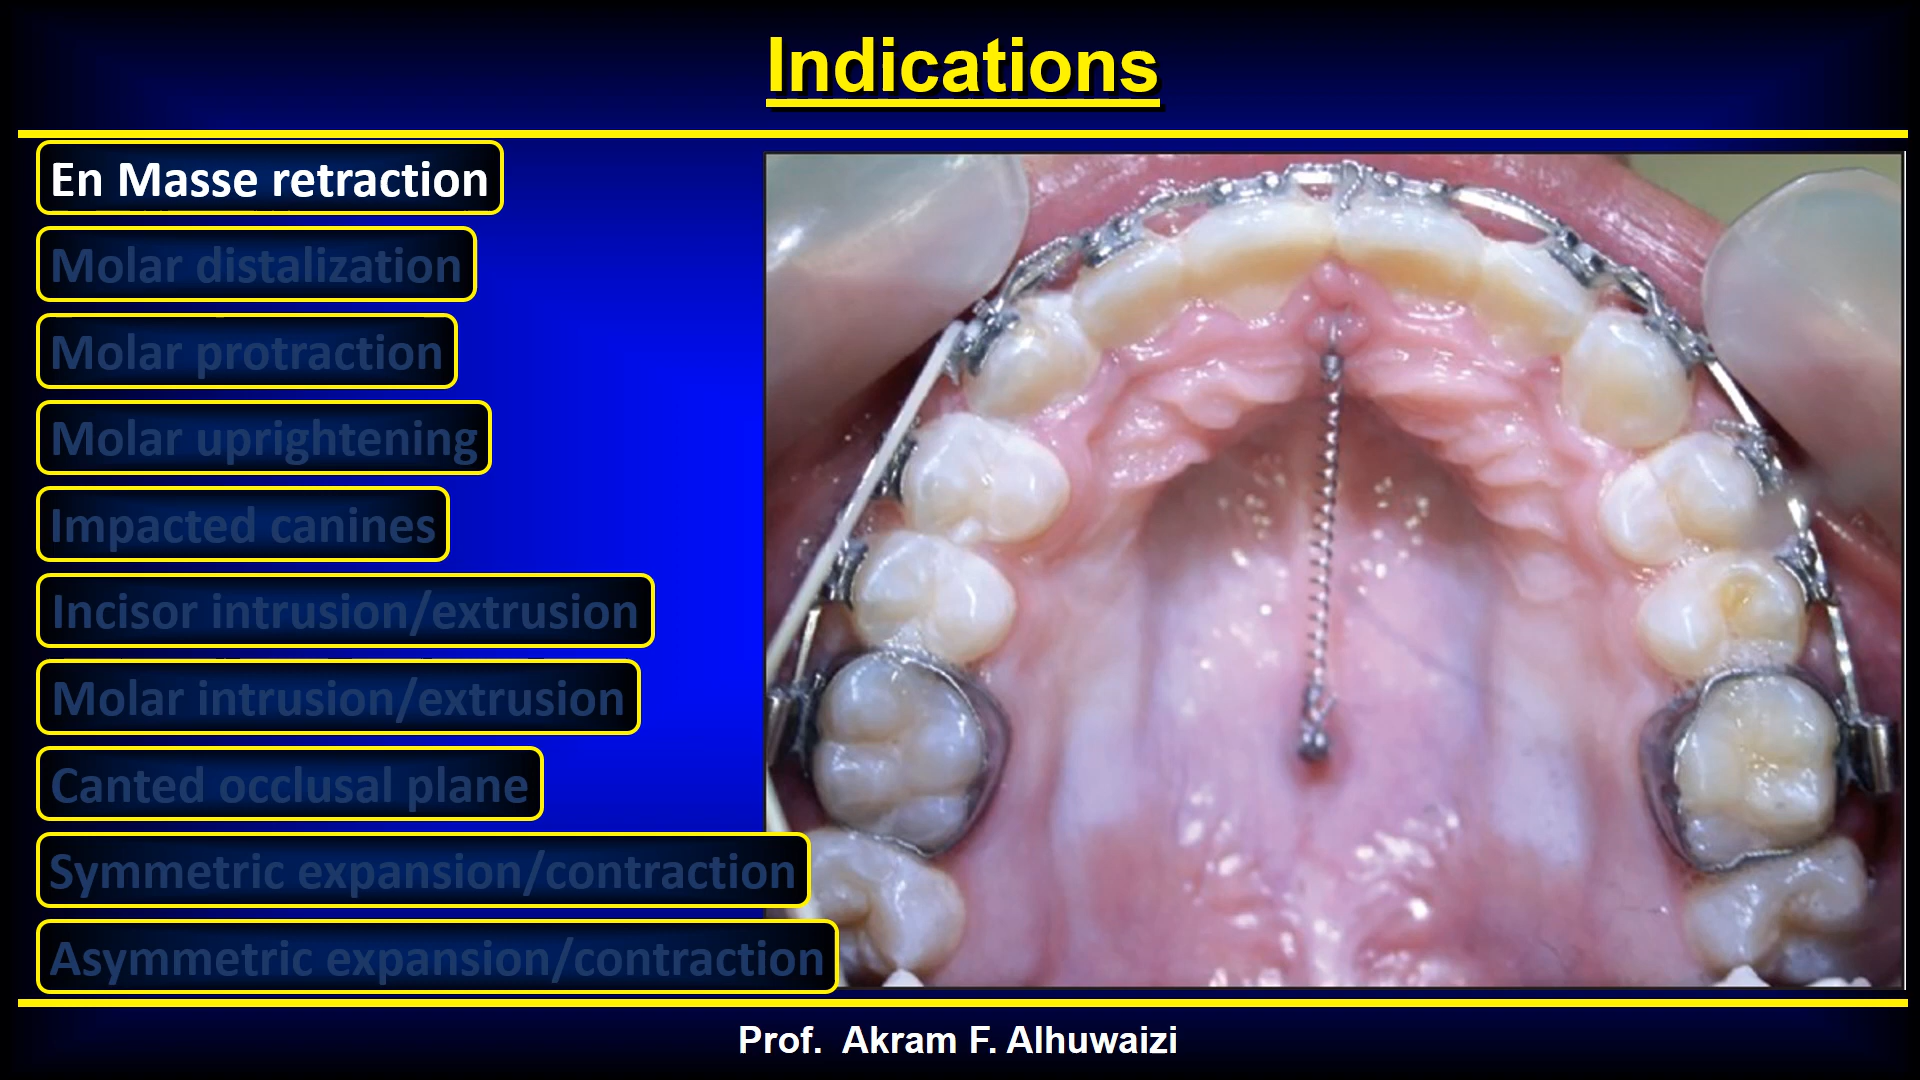 Indications
En Masse retraction
Molar distalization
Molar protraction
Molar uprightening
Impacted canines
Incisor intrusion/extrusion
Molar intrusion/extrusion
Canted occlusal plane
Symmetric expansion/contraction
Asymmetric expansion/contraction
Prof. Akram F. Alhuwaizi